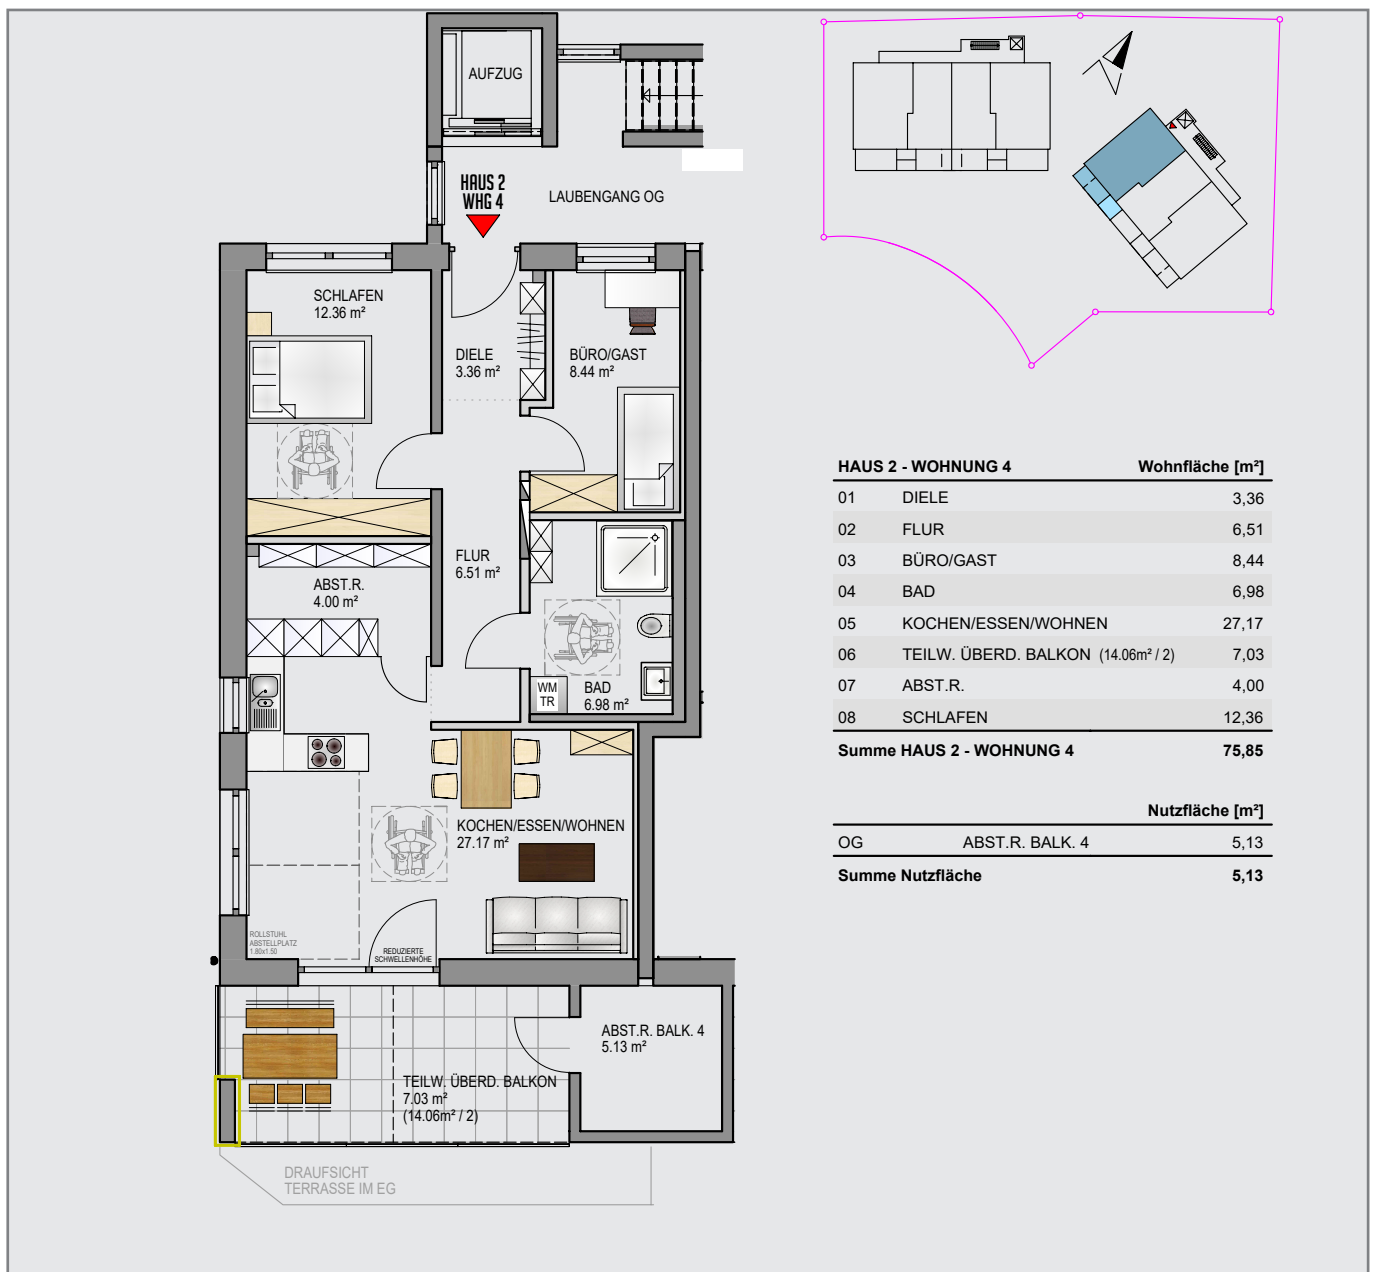 AUFZUG
HAUS 2
WHG 4
LAUBENGANG OG
SCHLAFEN
12.36 m²
DIELE
3.36 m²
BÜRO/GAST
8.44 m²
FLUR
6.51 m²
ABST.R.
4.00 m²
WM
TR
BAD
6.98 m²
KOCHEN/ESSEN/WOHNEN
27.17 m²
ROLLSTUHL
ABSTELLPLATZ
1.80x1.50
REDUZIERTE
SCHWELLENHÖHE
ABST.R. BALK. 4
5.13 m²
TEILW. ÜBERD. BALKON
7.03 m²
(14.06m² / 2)
DRAUFSICHT
TERRASSE IM EG
HAUS 2 - WOHNUNG 4 Wohnfläche [m²]
01 DIELE 3,36
02 FLUR 6,51
03 BÜRO/GAST 8,44
04 BAD 6,98
05 KOCHEN/ESSEN/WOHNEN 27,17
06 TEILW. ÜBERD. BALKON (14.06m² / 2) 7,03
07 ABST.R. 4,00
08 SCHLAFEN 12,36
Summe HAUS 2 - WOHNUNG 4 75,85
Nutzfläche [m²]
OG ABST.R. BALK. 4 5,13
Summe Nutzfläche 5,13